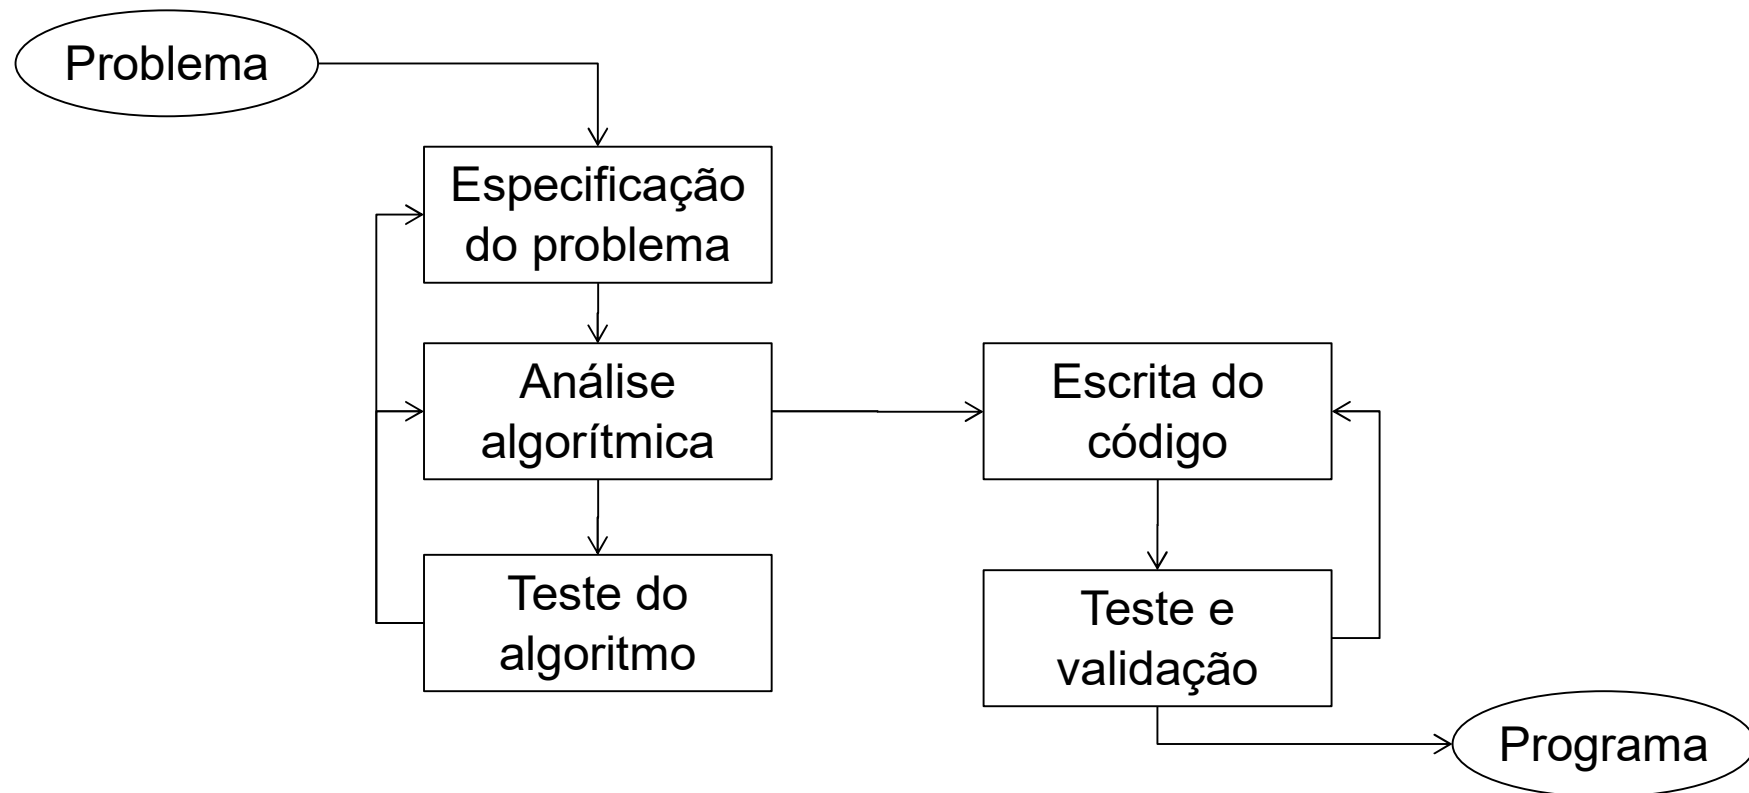 Problema
Especificação
do problema
Análise
algorítmica
Teste do
algoritmo
Escrita do
código
Teste e
validação
Programa